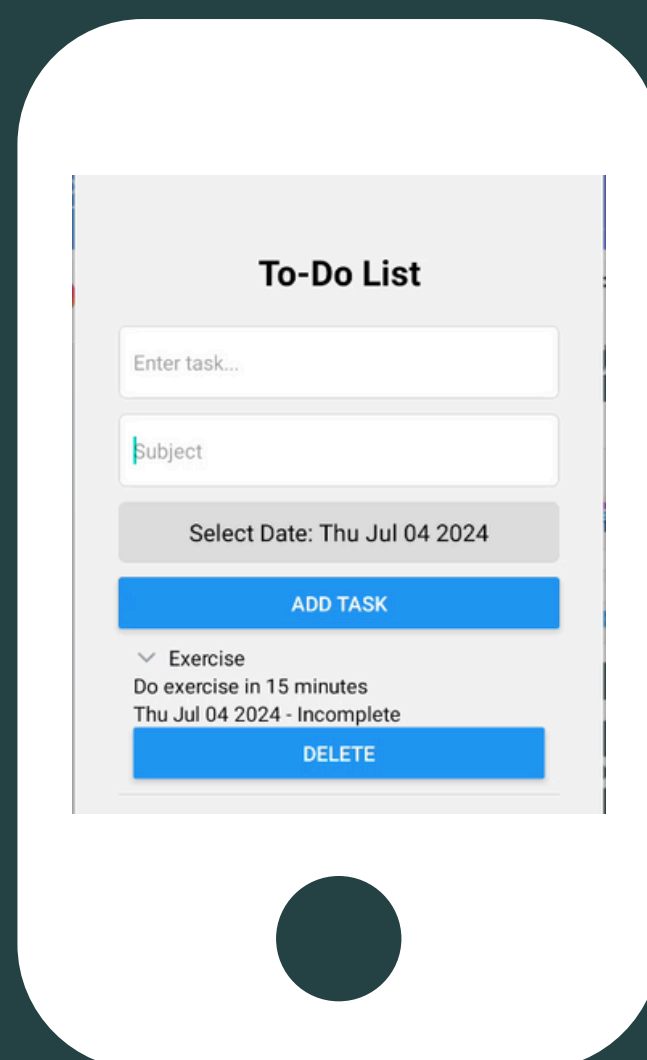 To-Do List
Enter task...
Subject
Select Date: Thu Jul 04 2024
ADD TASK
Exercise
Do exercise in 15 minutes
Thu Jul 04 2024 - Incomplete
DELETE